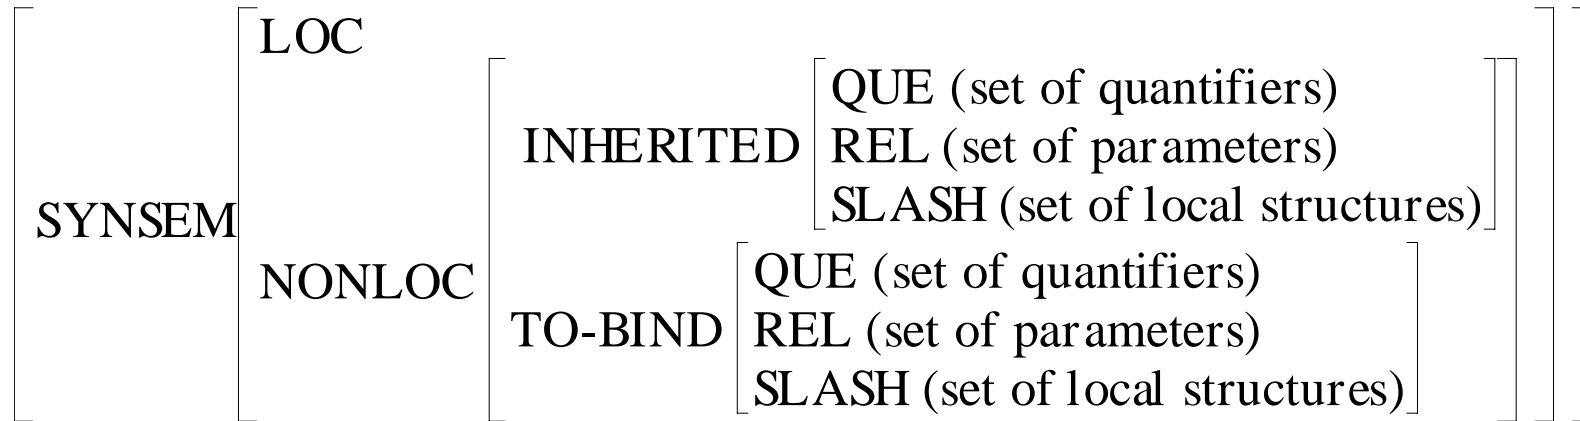 LOC
QUE (set of quantifiers)
INHERITED REL (set of parameters)
SLASH (set of local structures)
SYNSEM
QUE (set of quantifiers)
NONLOC
TO-BIND REL (set of parameters)
SLASH (set of local structures)